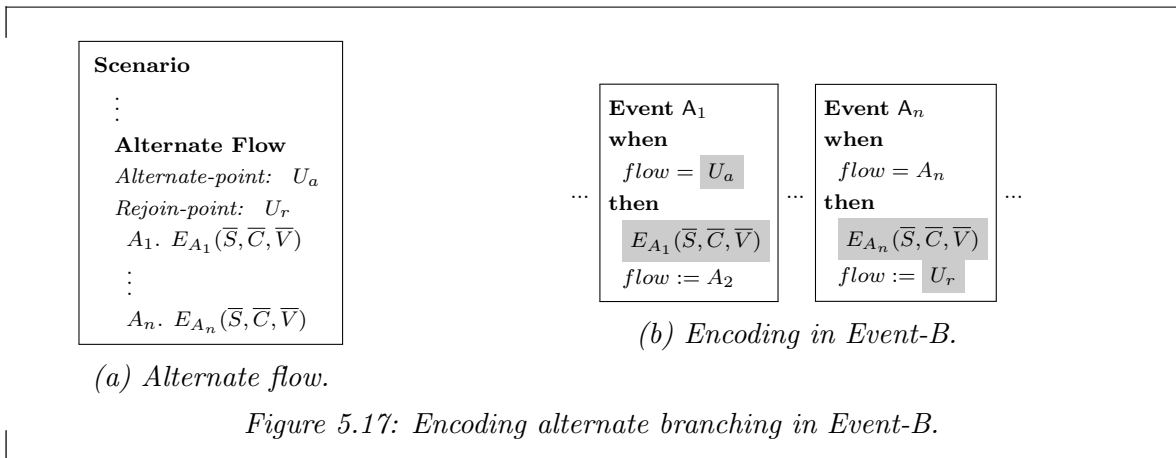 Scenario
⋮
Alternate Flow
Alternate-point: U_a
Rejoin-point: U_r
A_1. E_{A_1}(S̅, C̅, V̅)
⋮
A_n. E_{A_n}(S̅, C̅, V̅)
(a) Alternate flow.
...
Event A_1
when
flow = U_a
then
E_{A_1}(S̅, C̅, V̅)
flow := A_2
...
Event A_n
when
flow = A_n
then
E_{A_n}(S̅, C̅, V̅)
flow := U_r
...
(b) Encoding in Event-B.
Figure 5.17: Encoding alternate branching in Event-B.